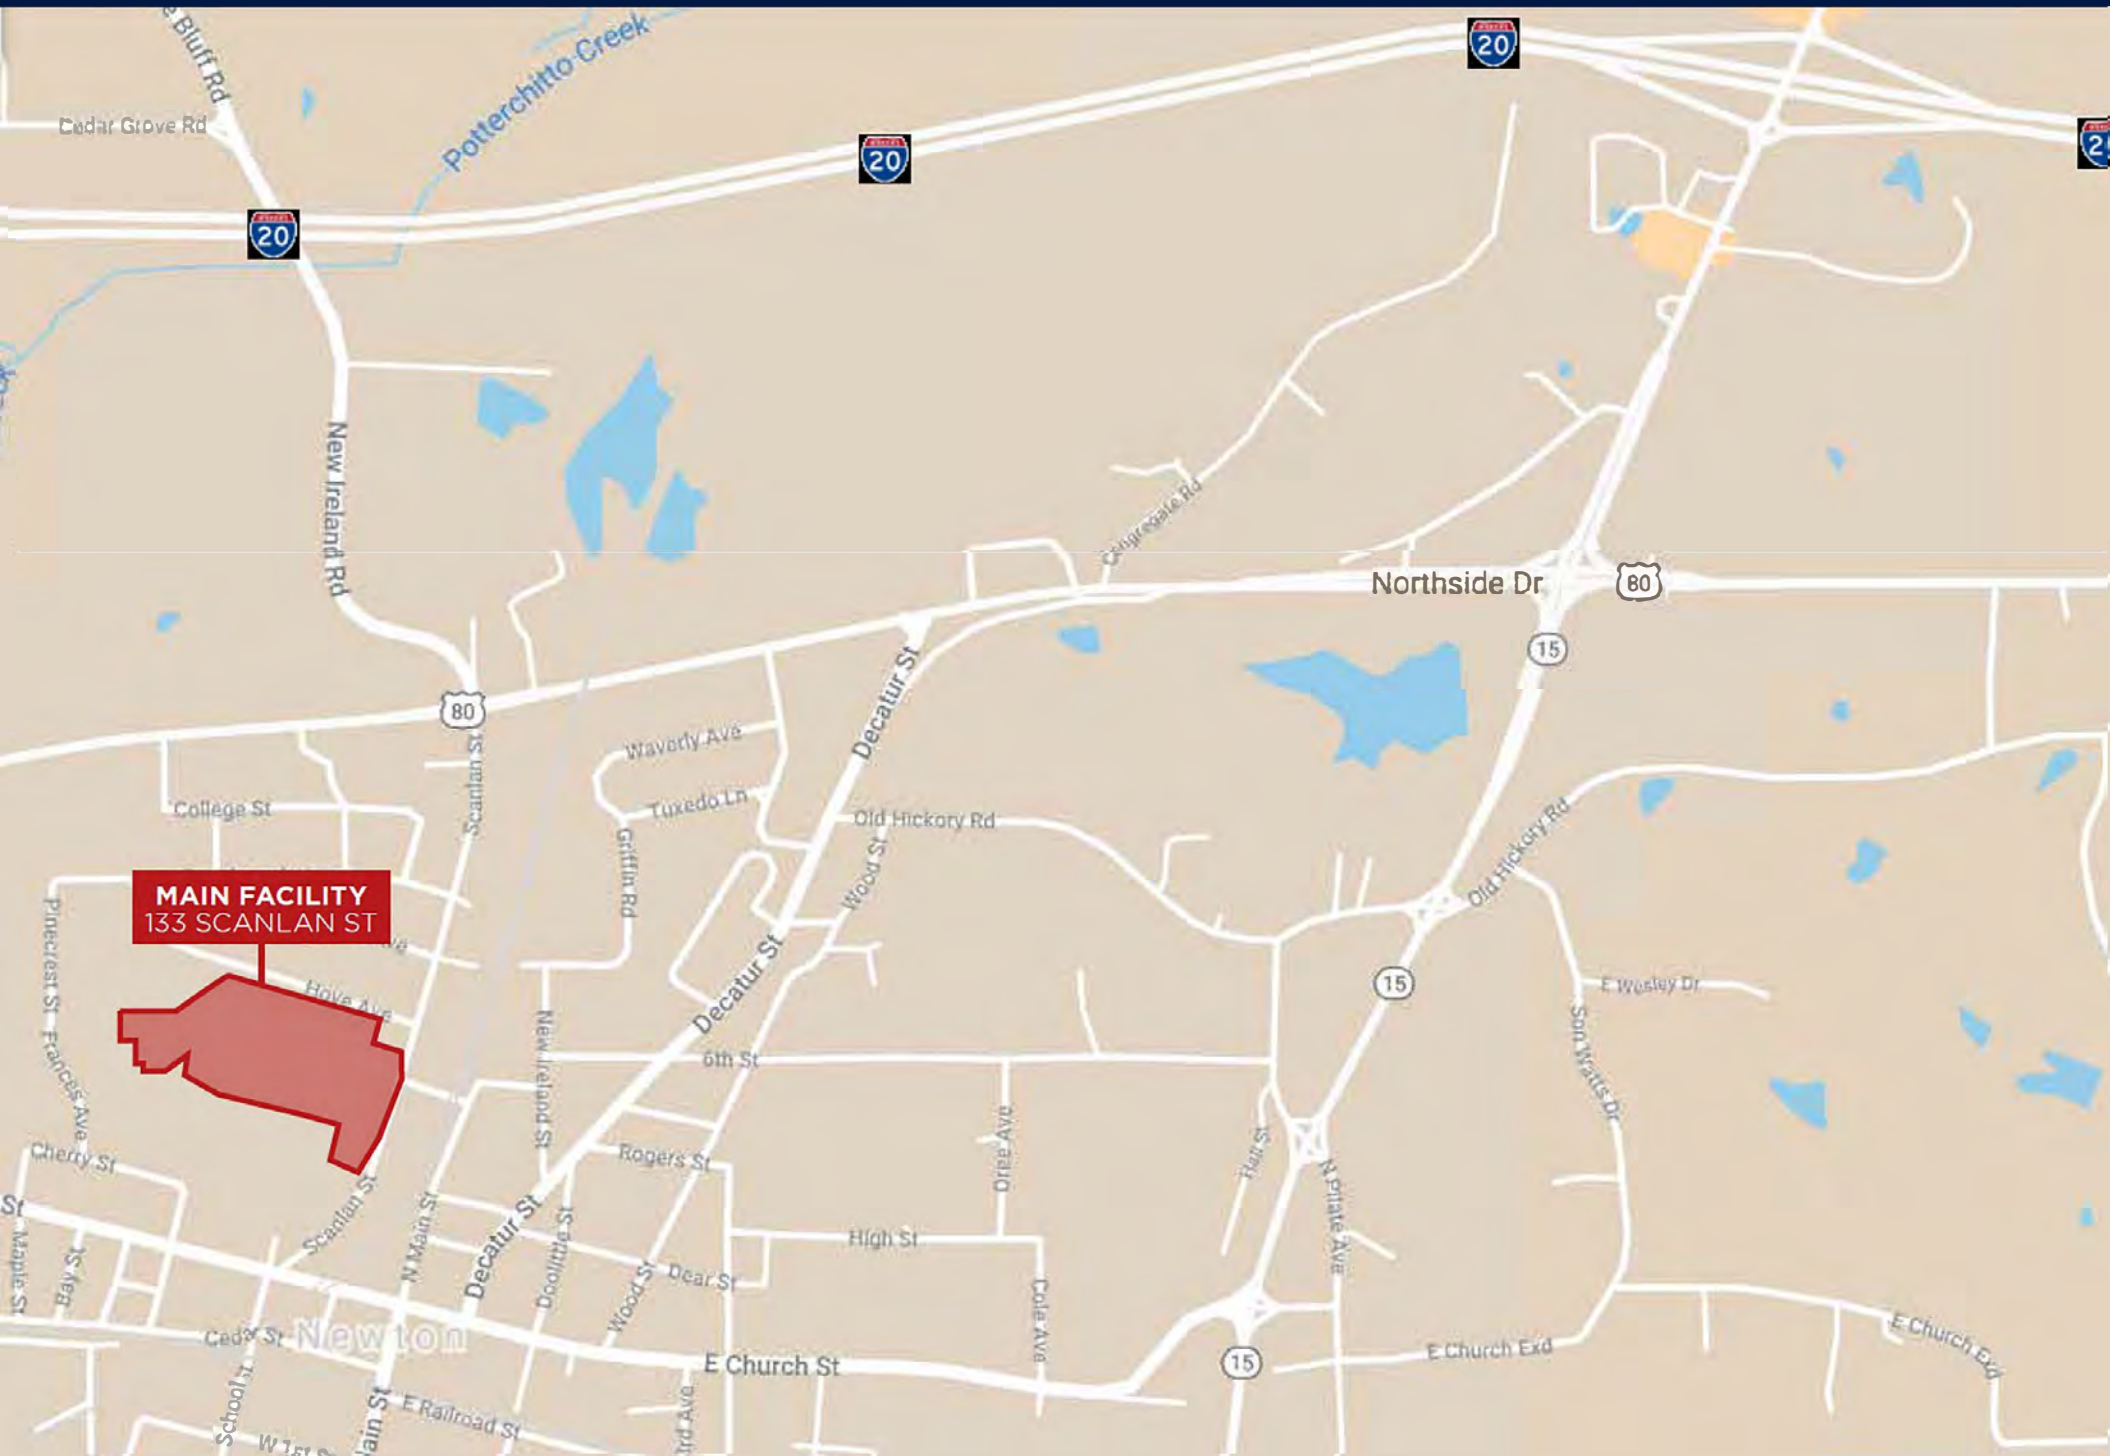 20
Potterchitto Creek
Bluff Rd
Cedar Grove Rd
20
20
New Ireland Rd
Congregate Rd
Northside Dr
80
15
Decatur St
80
Scanlan St
Waverly Ave
Tuxedo Ln
College St
Old Hickory Rd
Griffin Rd
Wood St
Old Hickory Rd
MAIN FACILITY
133 SCANLAN ST
Pinecrest St
Decatur St
15
E Wesley Dr
Hove Ave
New Ireland St
6th St
Son Watts Dr
Frances Ave
Oree Ave
Hall St
Cherry St
Rogers St
N Pilate Ave
St
Scanlan St
N Main St
Decatur St
Doolittle St
High St
Maple St
Bay St
Wood St
Dear St
Cole Ave
Cedar St
Newton
E Church St
15
E Church Exd
E Church Exd
School St
E Railroad St